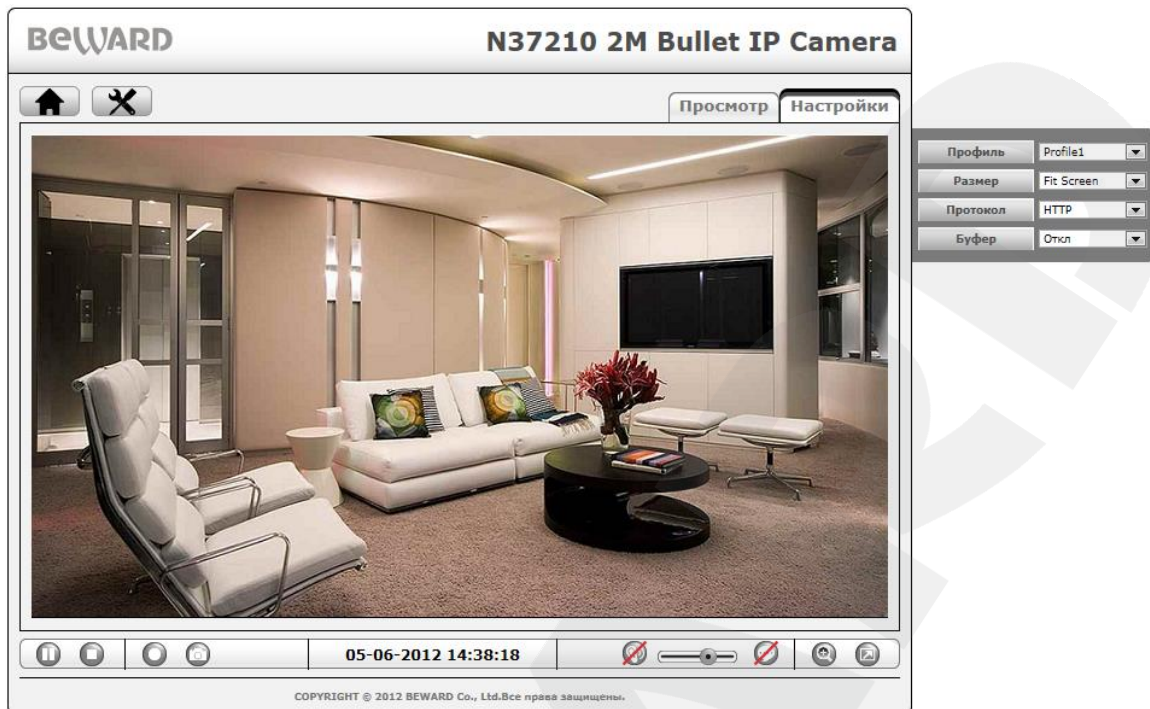 BEWARD
N37210 2M Bullet IP Camera
Просмотр
Настройки
Профиль Profile1
Размер Fit Screen
Протокол HTTP
Буфер Откл
05-06-2012 14:38:18
COPYRIGHT © 2012 BEWARD Co., Ltd.Все права защищены.